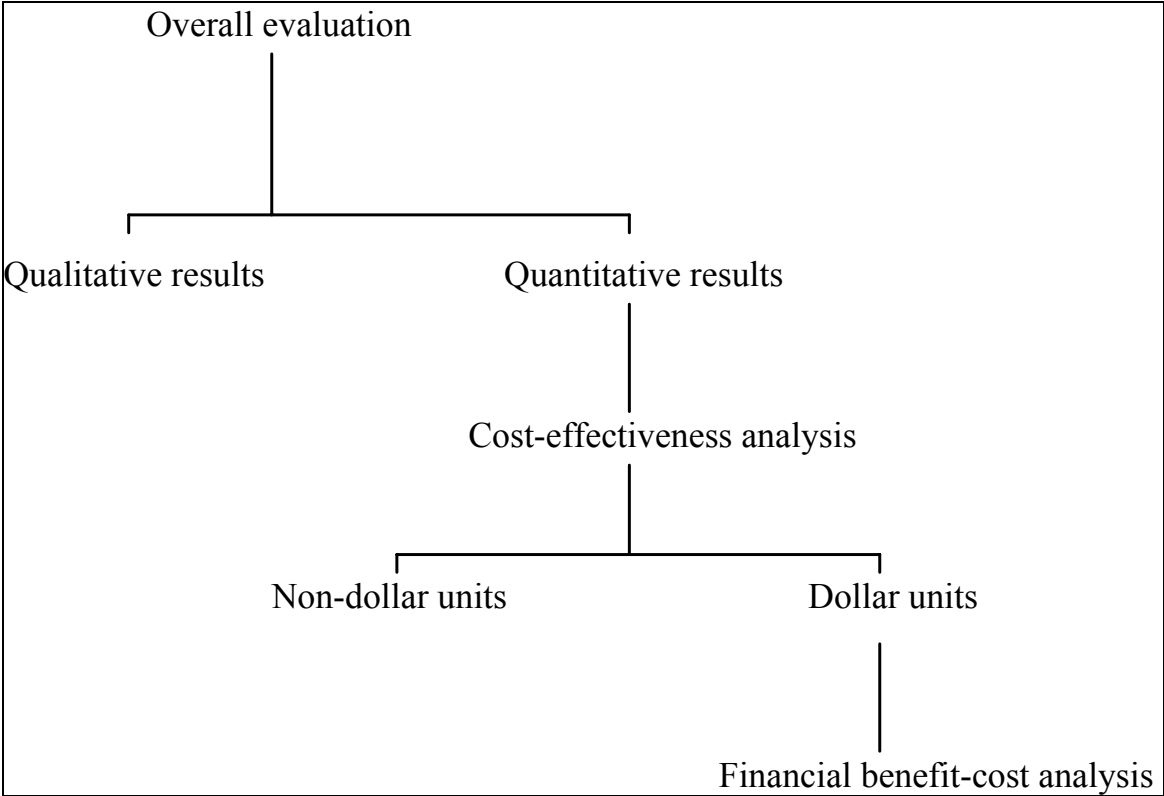 Overall evaluation
Qualitative results
Quantitative results
Cost-effectiveness analysis
Non-dollar units
Dollar units
Financial benefit-cost analysis